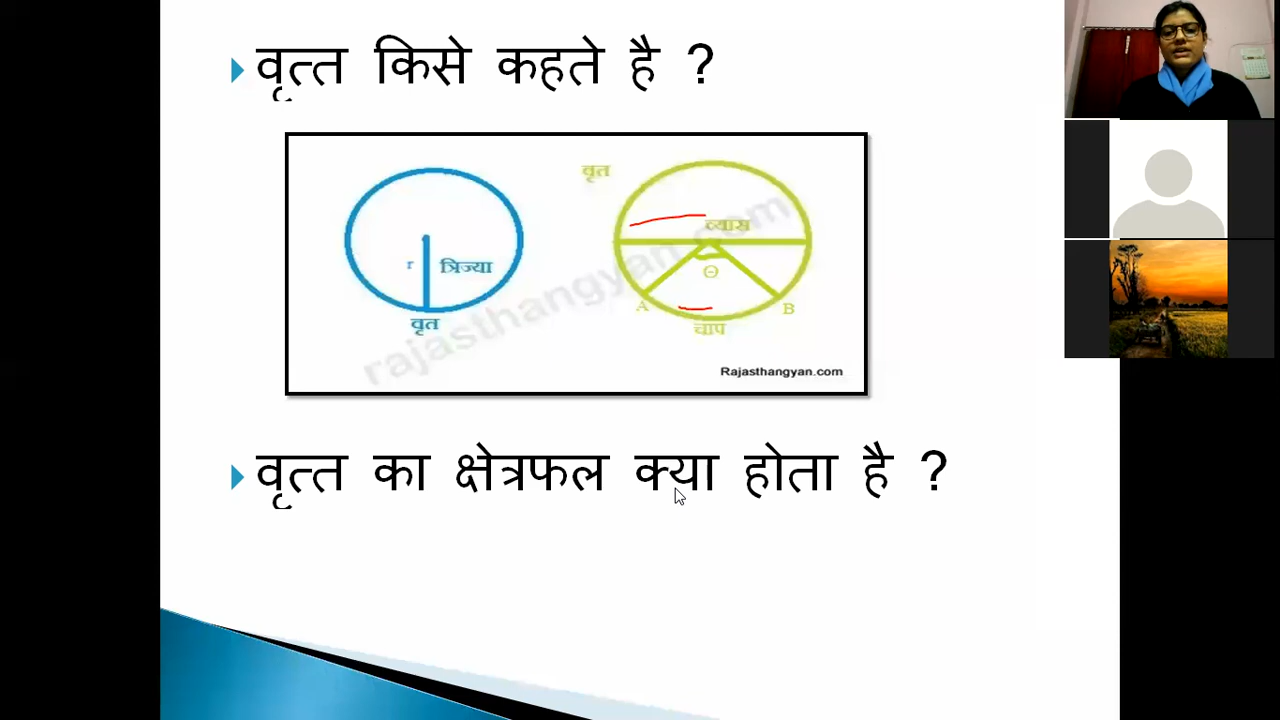 वृत्त किसे कहते है ?
वृत
व्यास
r
त्रिज्या
Θ
A
B
वृत
चाप
rajasthangyan.com
Rajasthangyan.com
वृत्त का क्षेत्रफल क्या होता है ?